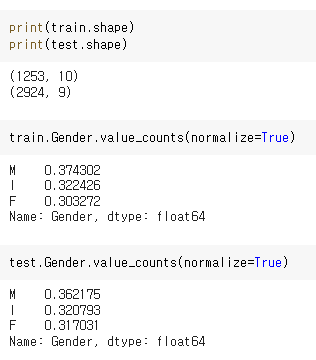 print(train.shape)
print(test.shape)
(1253, 10)
(2924, 9)
train.Gender.value_counts(normalize=True)
M    0.374302
I    0.322426
F    0.303272
Name: Gender, dtype: float64
test.Gender.value_counts(normalize=True)
M    0.362175
I    0.320793
F    0.317031
Name: Gender, dtype: float64